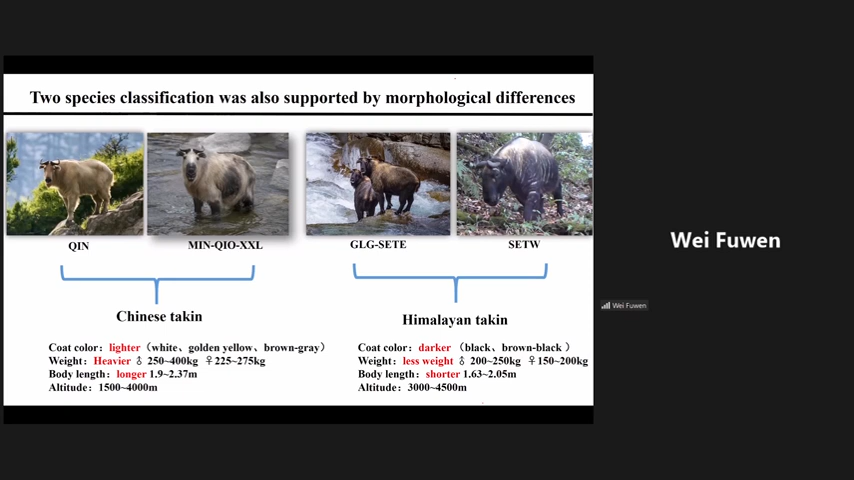 Two species classification was also supported by morphological differences
QIN
MIN-QIO-XXL
GLG-SETE
SETW
Chinese takin
Coat color：lighter（white、golden yellow、brown-gray）
Weight：Heavier ♂ 250~400kg ♀225~275kg
Body length：longer 1.9~2.37m
Altitude：1500~4000m
Himalayan takin
Coat color：darker （black、brown-black ）
Weight：less weight ♂ 200~250kg ♀150~200kg
Body length：shorter 1.63~2.05m
Altitude：3000~4500m
Wei Fuwen
Wei Fuwen